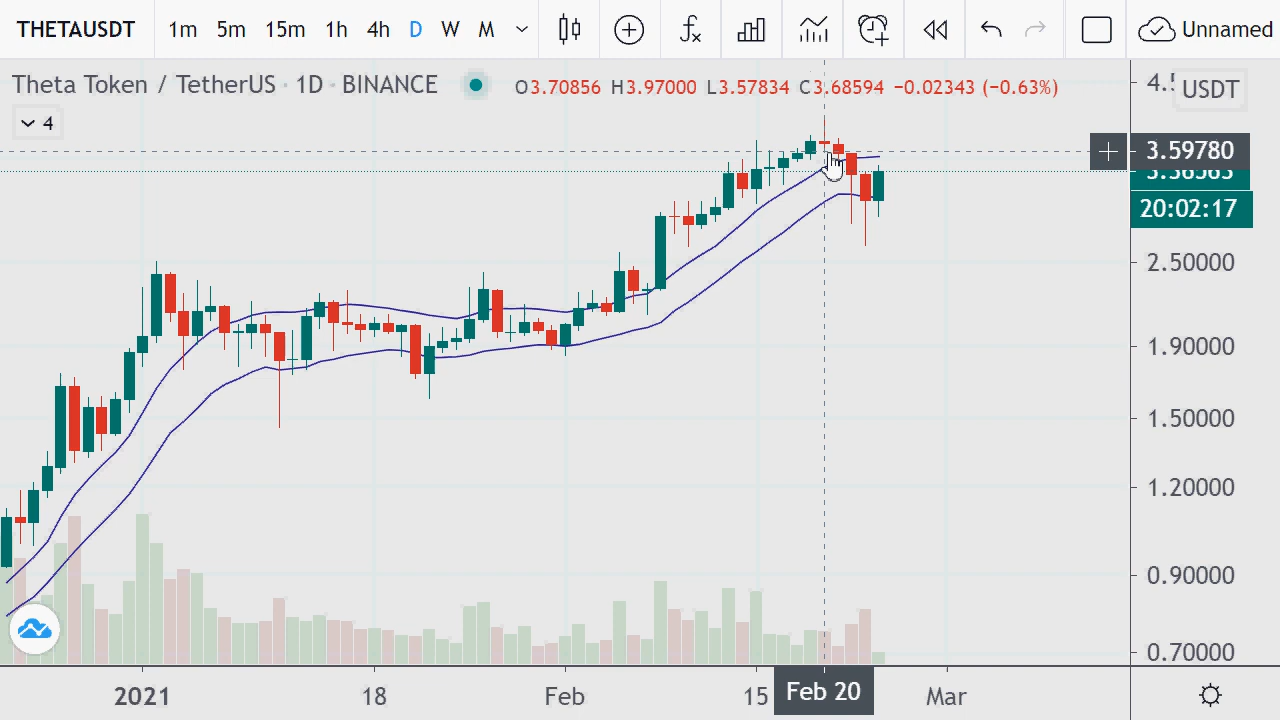 THETAUSDT 1m 5m 15m 1h 4h D W M fx Unnamed
Theta Token / TetherUS · 1D · BINANCE O3.70856 H3.97000 L3.57834 C3.68594 −0.02343 (−0.63%)
USDT
4
3.59780
20:02:17
2.50000
1.90000
1.50000
1.20000
0.90000
0.70000
2021 18 Feb 15 Feb 20 Mar